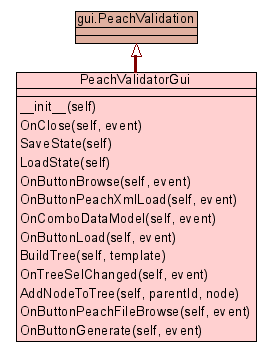 gui.PeachValidation
PeachValidatorGui
__init__(self)
OnClose(self, event)
SaveState(self)
LoadState(self)
OnButtonBrowse(self, event)
OnButtonPeachXmlLoad(self, event)
OnComboDataModel(self, event)
OnButtonLoad(self, event)
BuildTree(self, template)
OnTreeSelChanged(self, event)
AddNodeToTree(self, parentId, node)
OnButtonPeachFileBrowse(self, event)
OnButtonGenerate(self, event)